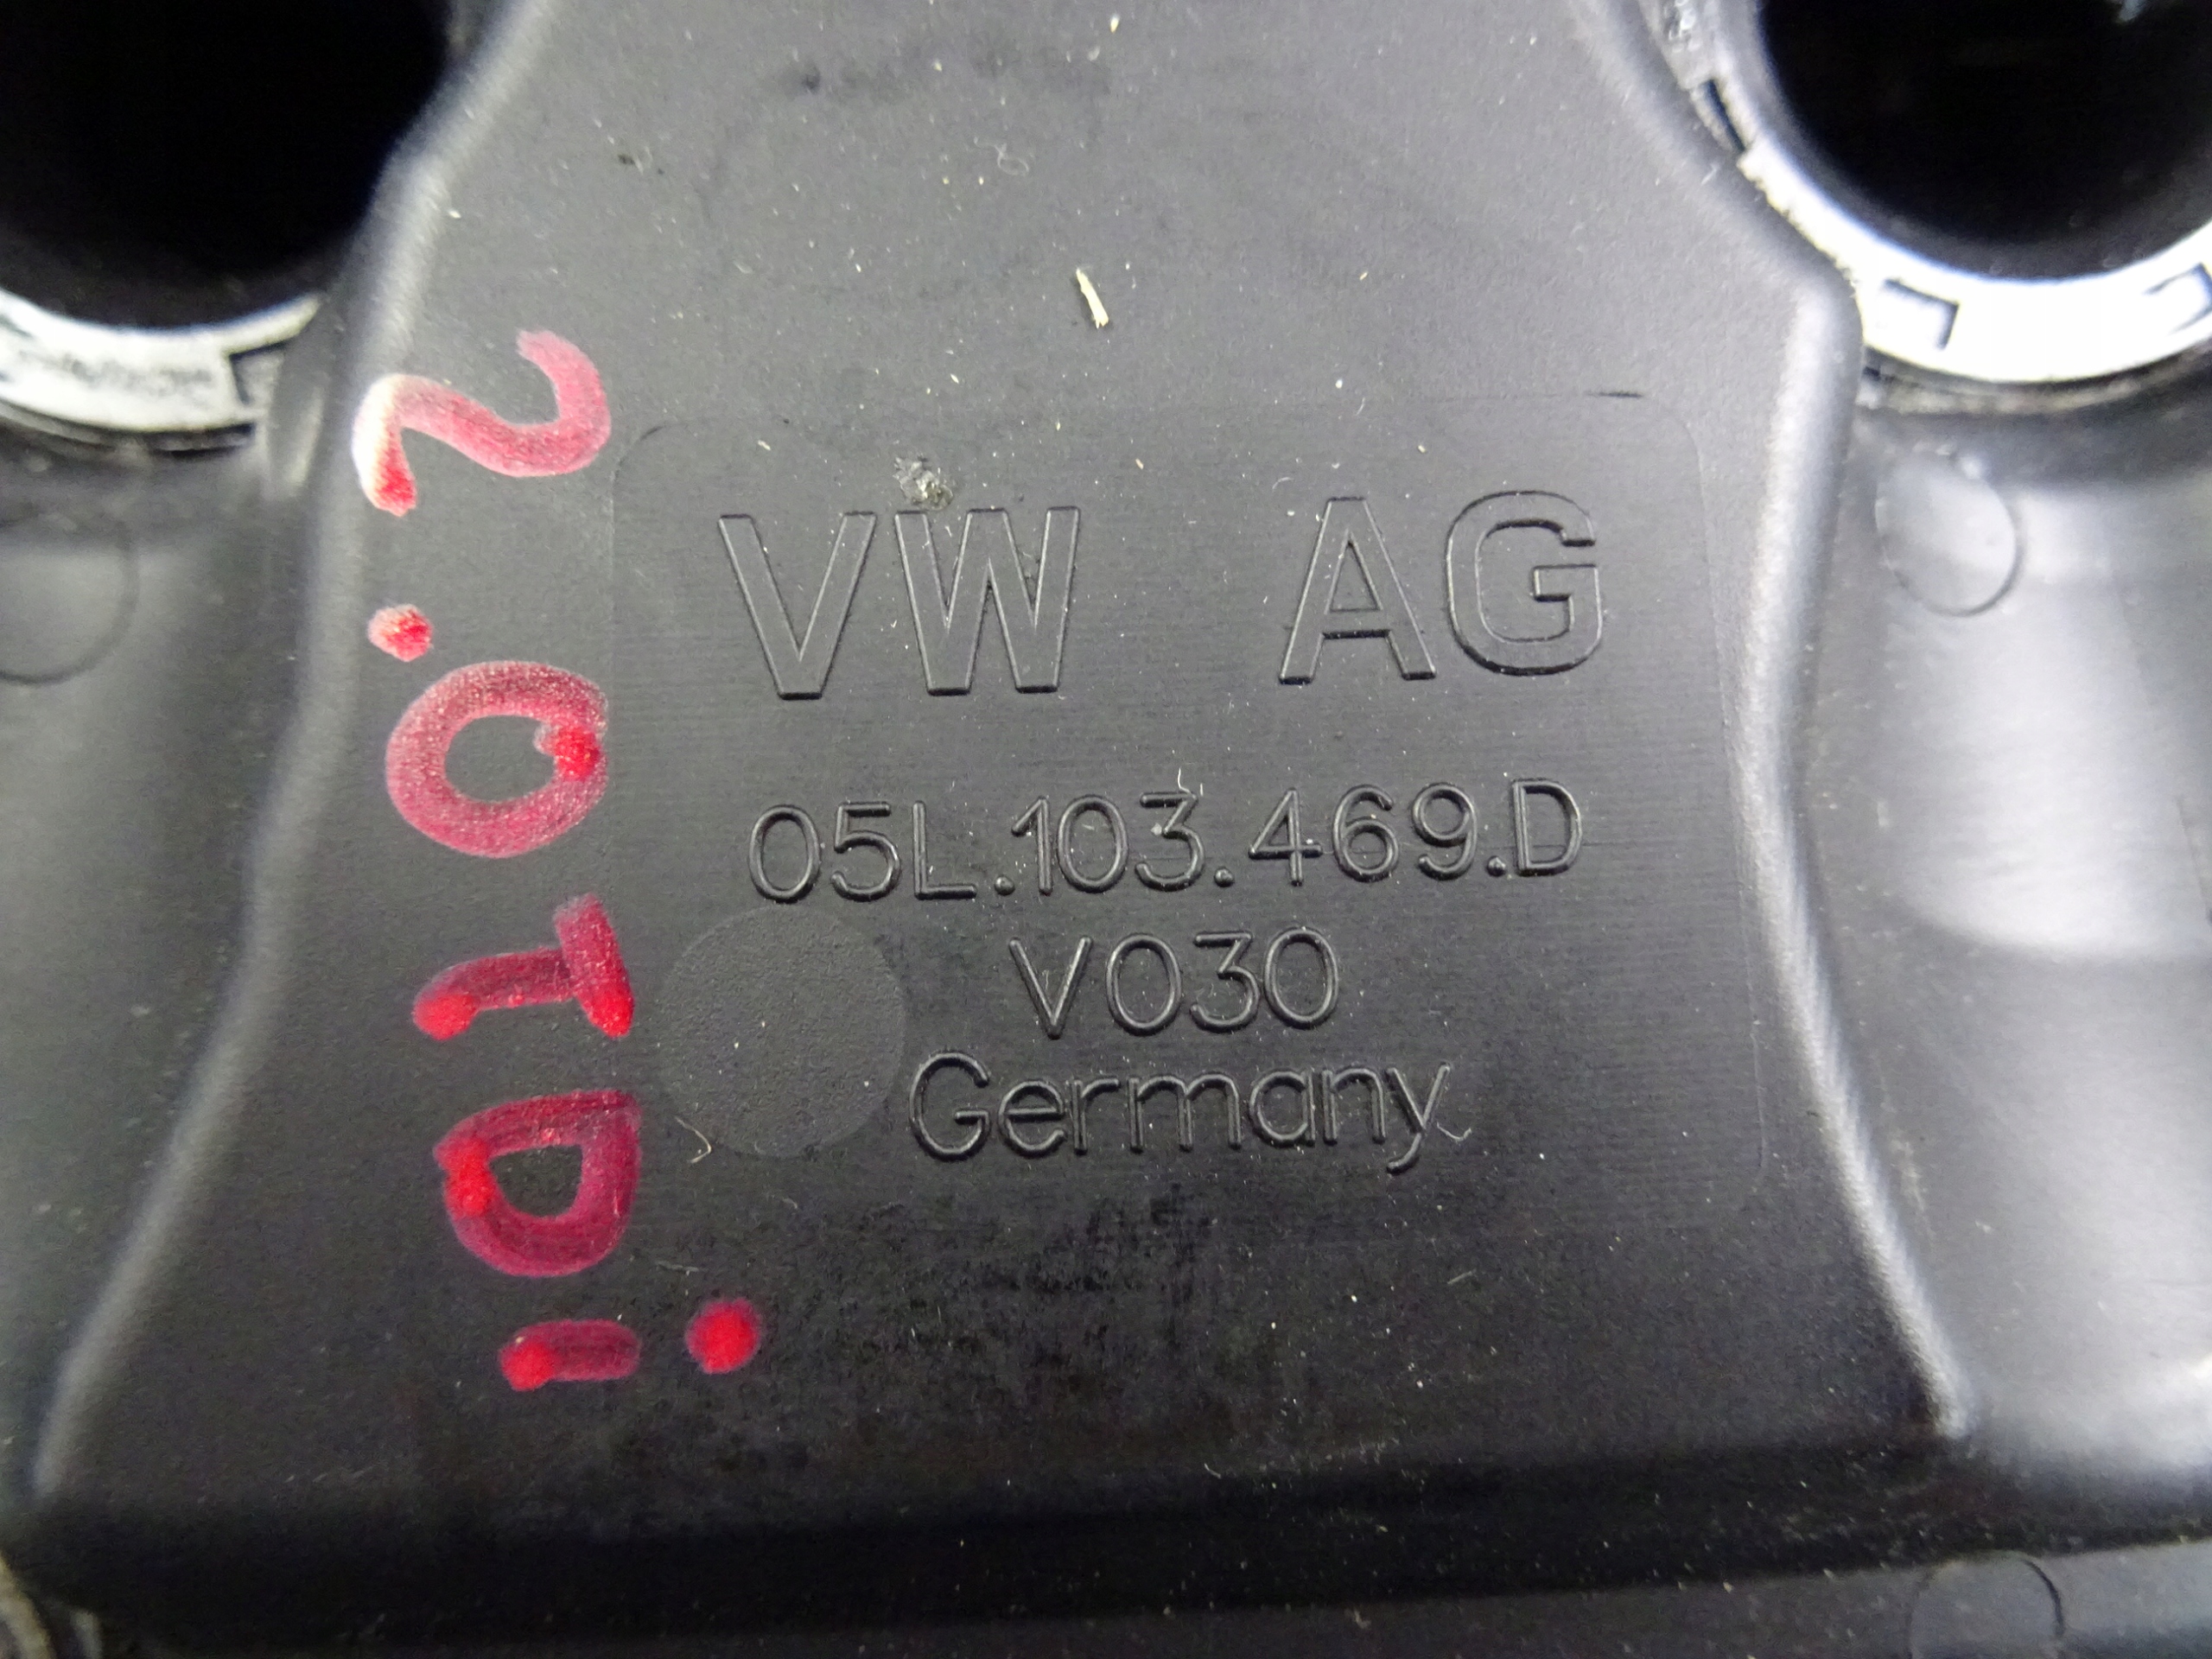 2.0TDi
VW AG
05L.103.469.D
V030
Germany